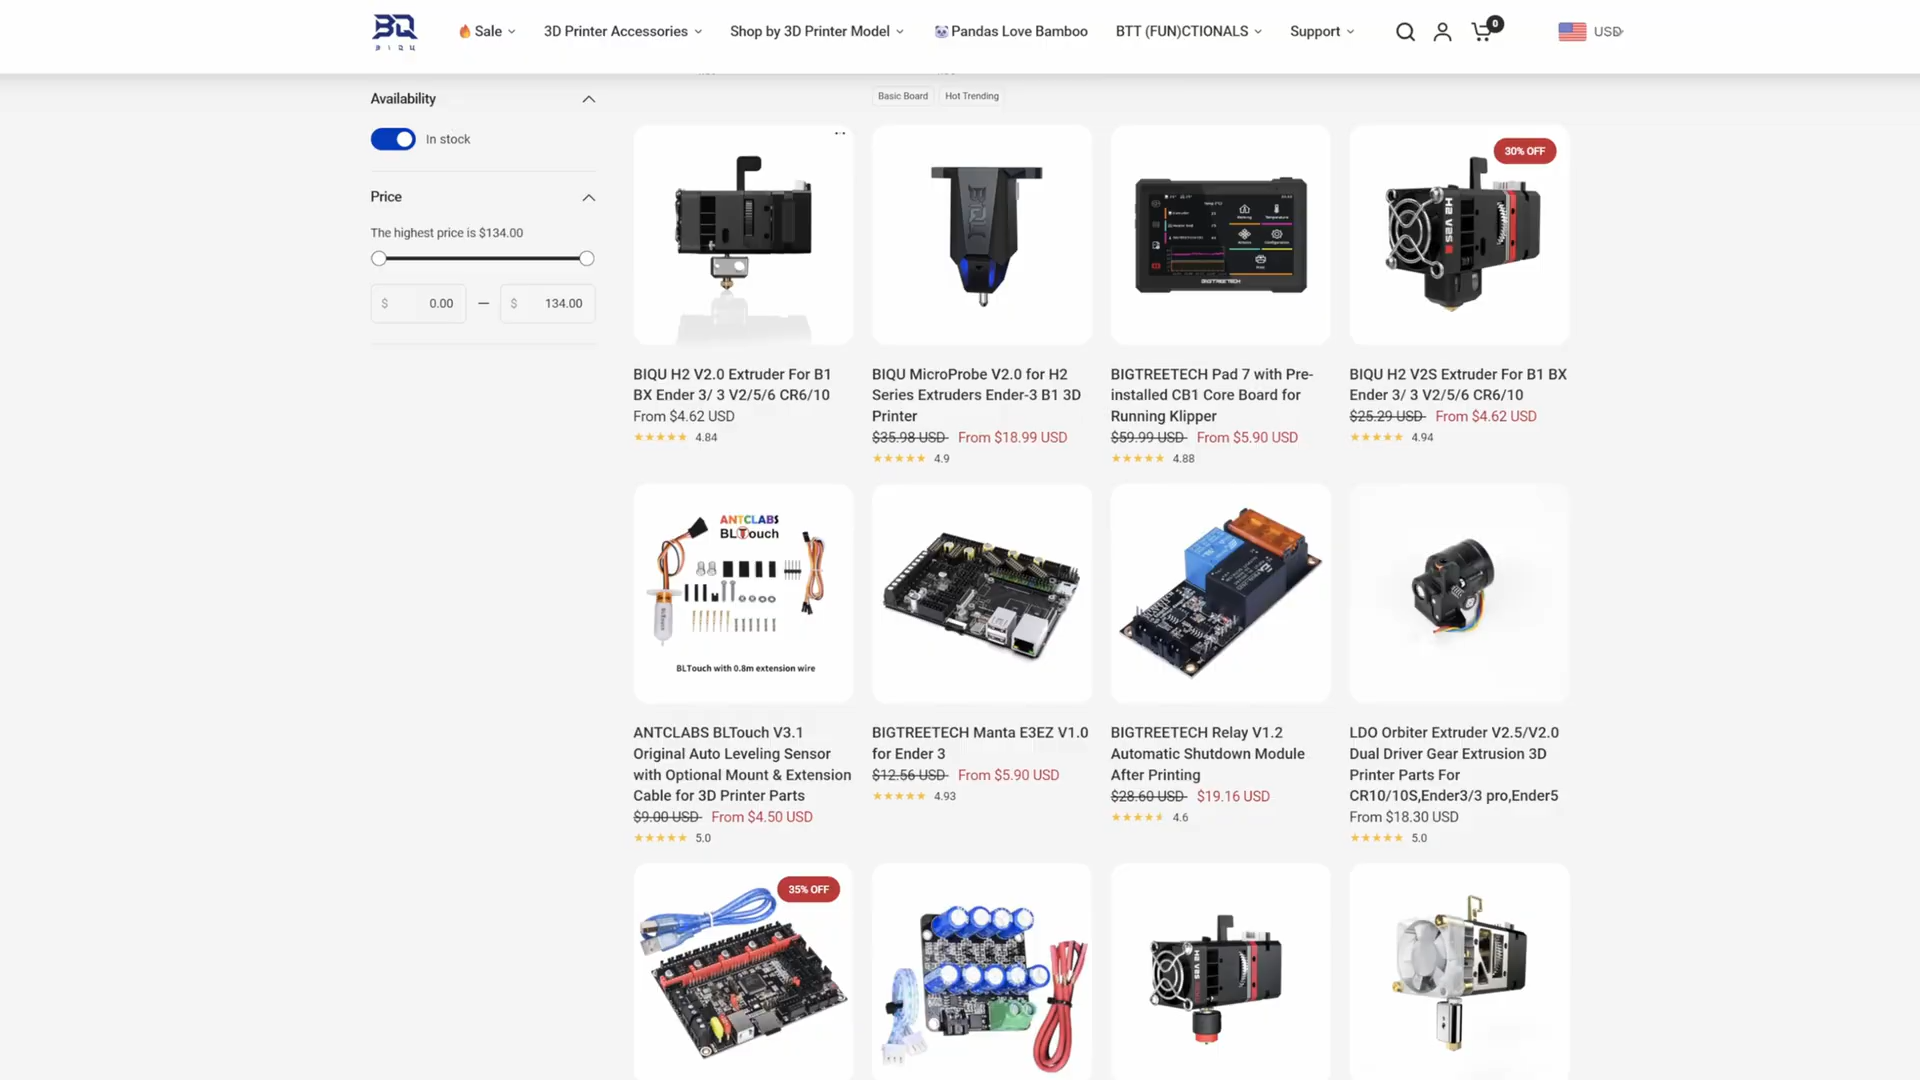 BIQU
Sale
3D Printer Accessories
Shop by 3D Printer Model
Pandas Love Bamboo
BTT (FUN)CTIONALS
Support
0
USD
Availability
In stock
Price
The highest price is $134.00
$ 0.00 — $ 134.00
Basic Board
Hot Trending
30% OFF
BIQU
BIGTREETECH
H2 V2S
BIQU H2 V2.0 Extruder For B1
BX Ender 3/ 3 V2/5/6 CR6/10
From $4.62 USD
4.84
BIQU MicroProbe V2.0 for H2
Series Extruders Ender-3 B1 3D
Printer
$35.98 USD From $18.99 USD
4.9
BIGTREETECH Pad 7 with Pre-
installed CB1 Core Board for
Running Klipper
$59.99 USD From $5.90 USD
4.88
BIQU H2 V2S Extruder For B1 BX
Ender 3/ 3 V2/5/6 CR6/10
$25.29 USD From $4.62 USD
4.94
ANTCLABS
BLTouch
BLTouch with 0.8m extension wire
ANTCLABS BLTouch V3.1
Original Auto Leveling Sensor
with Optional Mount & Extension
Cable for 3D Printer Parts
$9.00 USD From $4.50 USD
5.0
BIGTREETECH Manta E3EZ V1.0
for Ender 3
$12.56 USD From $5.90 USD
4.93
BIGTREETECH Relay V1.2
Automatic Shutdown Module
After Printing
$28.60 USD $19.16 USD
4.6
LDO Orbiter Extruder V2.5/V2.0
Dual Driver Gear Extrusion 3D
Printer Parts For
CR10/10S,Ender3/3 pro,Ender5
From $18.30 USD
5.0
35% OFF
H2 V2S